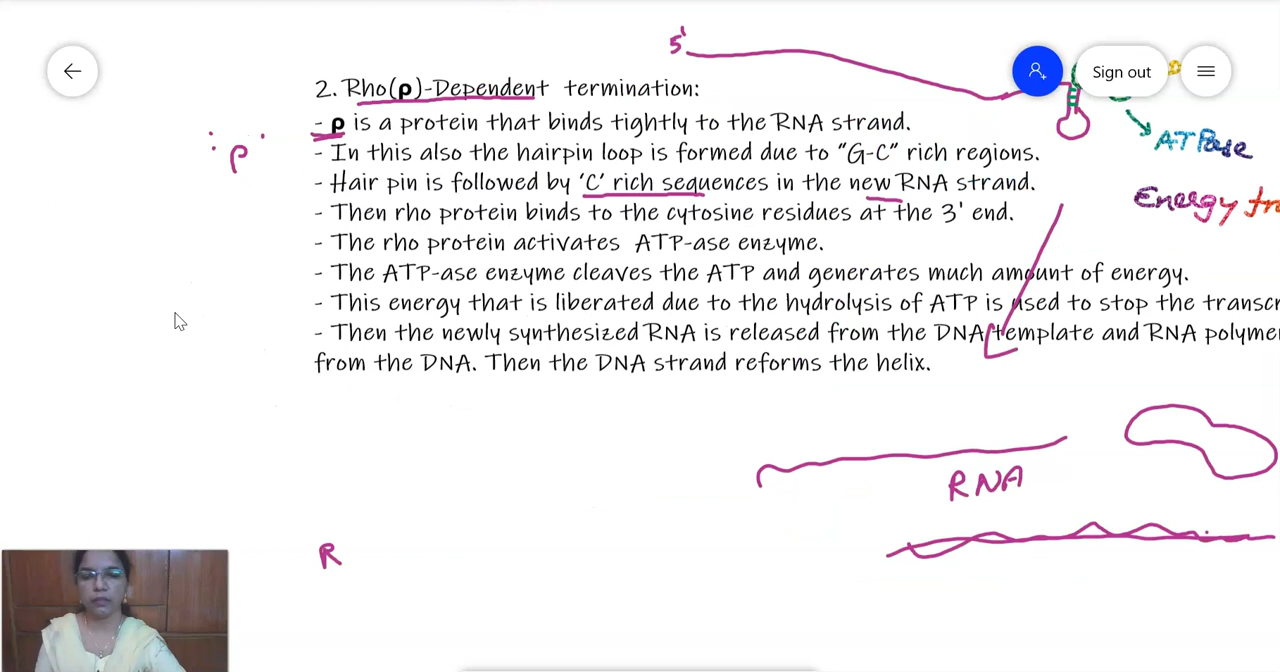 5'
Sign out
2. Rho(ρ)-Dependent termination:
- ρ is a protein that binds tightly to the RNA strand.
ATPase
ρ
- In this also the hairpin loop is formed due to "G-C" rich regions.
- Hair pin is followed by 'C' rich sequences in the new RNA strand.
Energy
- Then rho protein binds to the cytosine residues at the 3' end.
- The rho protein activates ATP-ase enzyme.
- The ATP-ase enzyme cleaves the ATP and generates much amount of energy.
- This energy that is liberated due to the hydrolysis of ATP is used to stop the
- Then the newly synthesized RNA is released from the DNA template and RNA
from the DNA. Then the DNA strand reforms the helix.
RNA
R